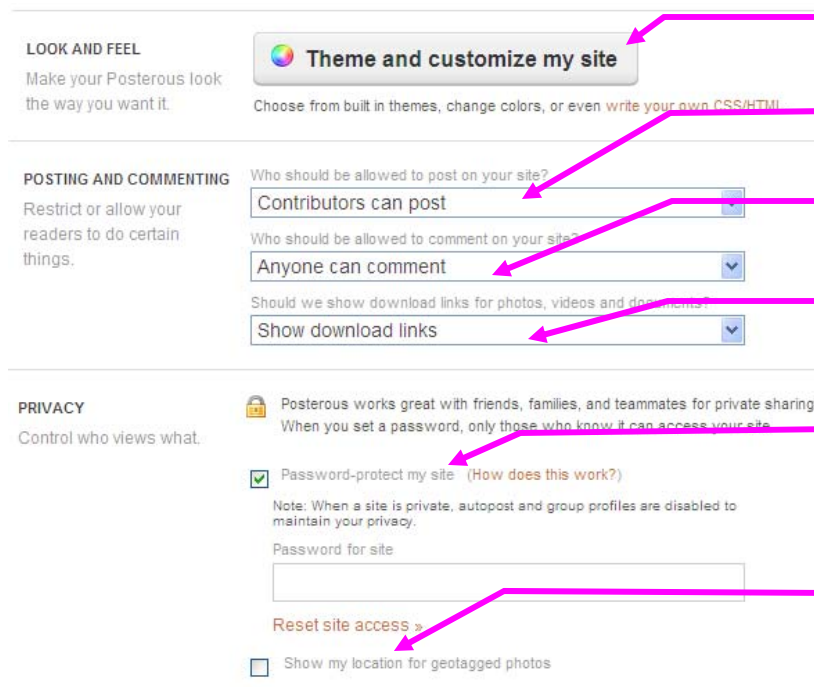 LOOK AND FEEL
Make your Posterous look
the way you want it.
Theme and customize my site
Choose from built in themes, change colors, or even write your own CSS/HTML
POSTING AND COMMENTING
Restrict or allow your
readers to do certain
things.
Who should be allowed to post on your site?
Contributors can post
Who should be allowed to comment on your site?
Anyone can comment
Should we show download links for photos, videos and documents?
Show download links
PRIVACY
Control who views what.
Posterous works great with friends, families, and teammates for private sharing
When you set a password, only those who know it can access your site
Password-protect my site (How does this work?)
Note: When a site is private, autopost and group profiles are disabled to
maintain your privacy.
Password for site
Reset site access »
Show my location for geotagged photos